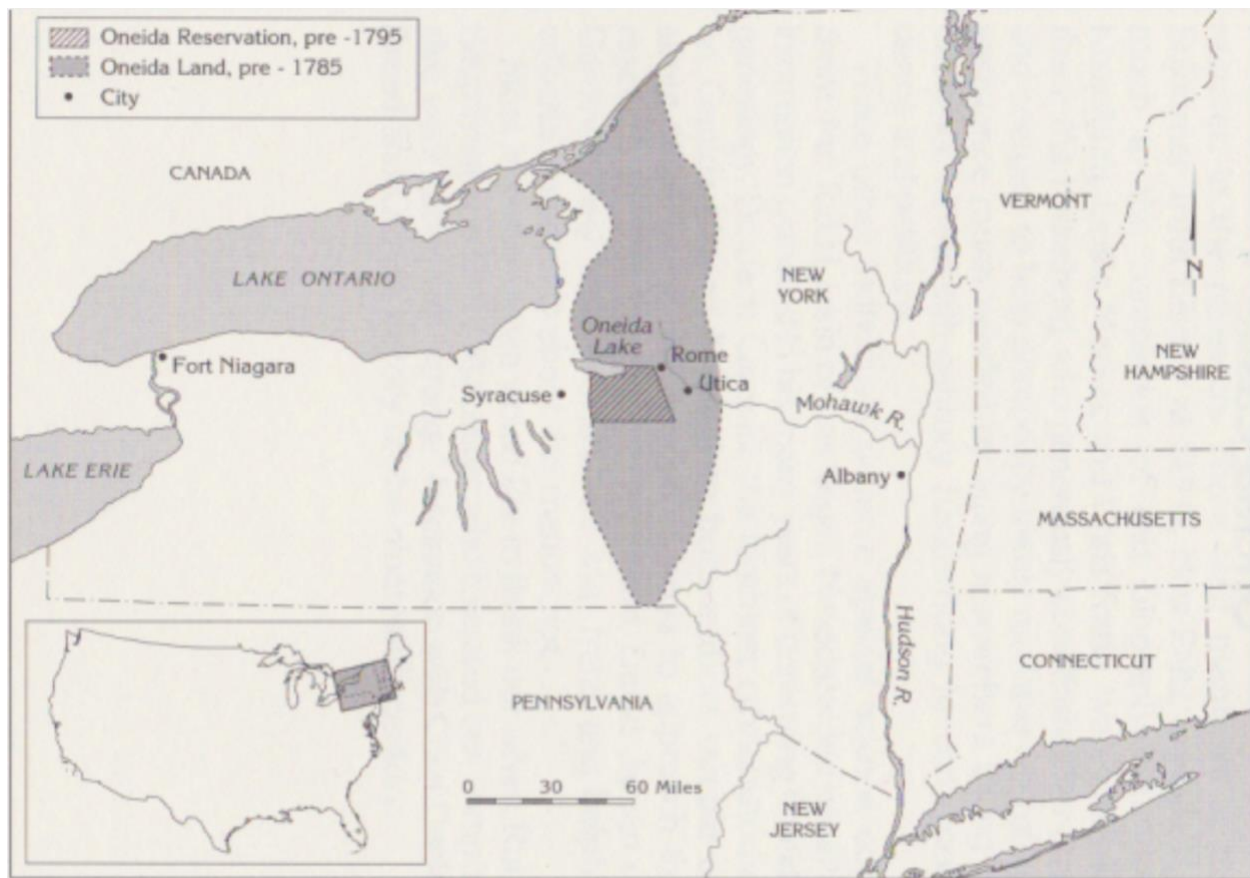 Oneida Reservation, pre -1795
Oneida Land, pre - 1785
City
CANADA
VERMONT
LAKE ONTARIO
NEW
YORK
N
Oneida
Lake
Rome
Fort Niagara
NEW
HAMPSHIRE
Utica
Syracuse
Mohawk R.
LAKE ERIE
Albany
MASSACHUSETTS
Hudson R.
CONNECTICUT
PENNSYLVANIA
0 30 60 Miles
NEW
JERSEY